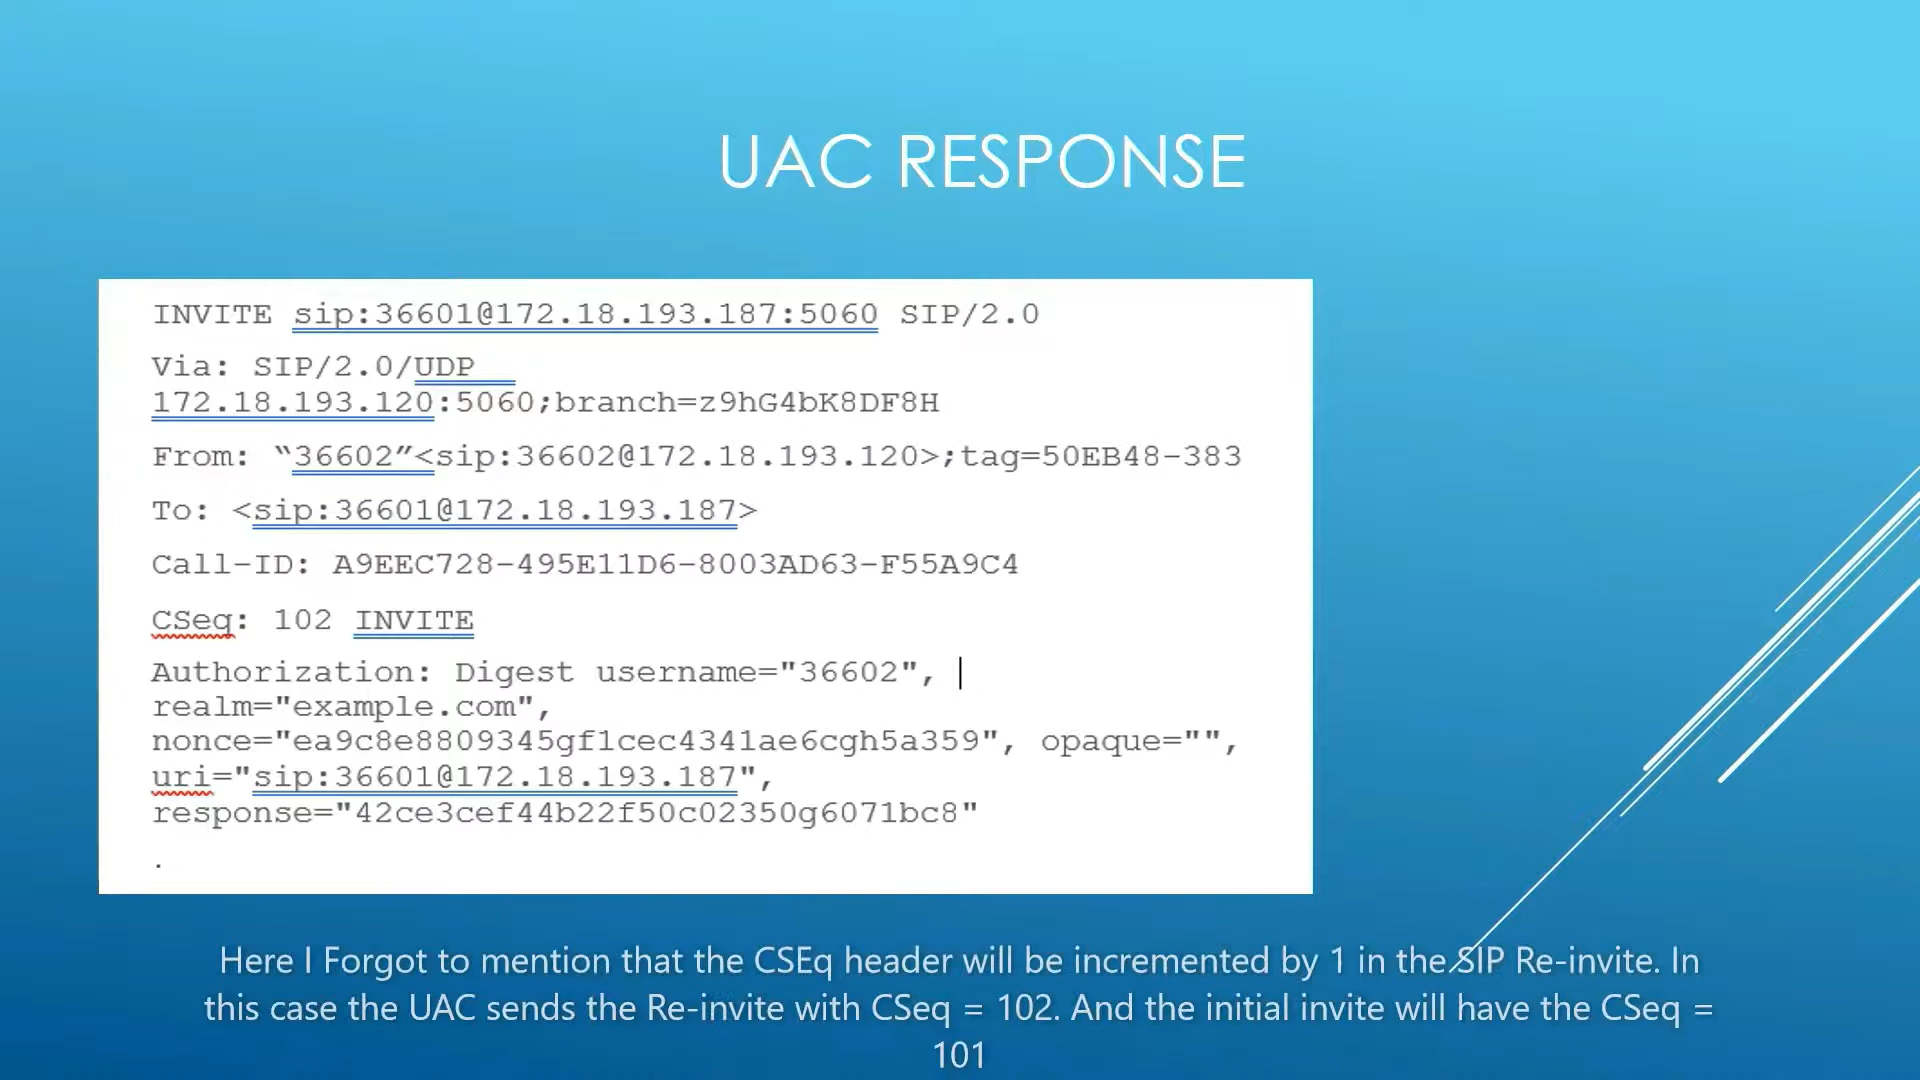 UAC RESPONSE
INVITE sip:36601@172.18.193.187:5060 SIP/2.0
Via: SIP/2.0/UDP
172.18.193.120:5060;branch=z9hG4bK8DF8H
From: “36602”<sip:36602@172.18.193.120>;tag=50EB48-383
To: <sip:36601@172.18.193.187>
Call-ID: A9EEC728-495E11D6-8003AD63-F55A9C4
CSeq: 102 INVITE
Authorization: Digest username="36602",
realm="example.com",
nonce="ea9c8e8809345gf1cec4341ae6cgh5a359", opaque="",
uri="sip:36601@172.18.193.187",
response="42ce3cef44b22f50c02350g6071bc8"
.
Here I Forgot to mention that the CSEq header will be incremented by 1 in the SIP Re-invite. In
this case the UAC sends the Re-invite with CSeq = 102. And the initial invite will have the CSeq =
101